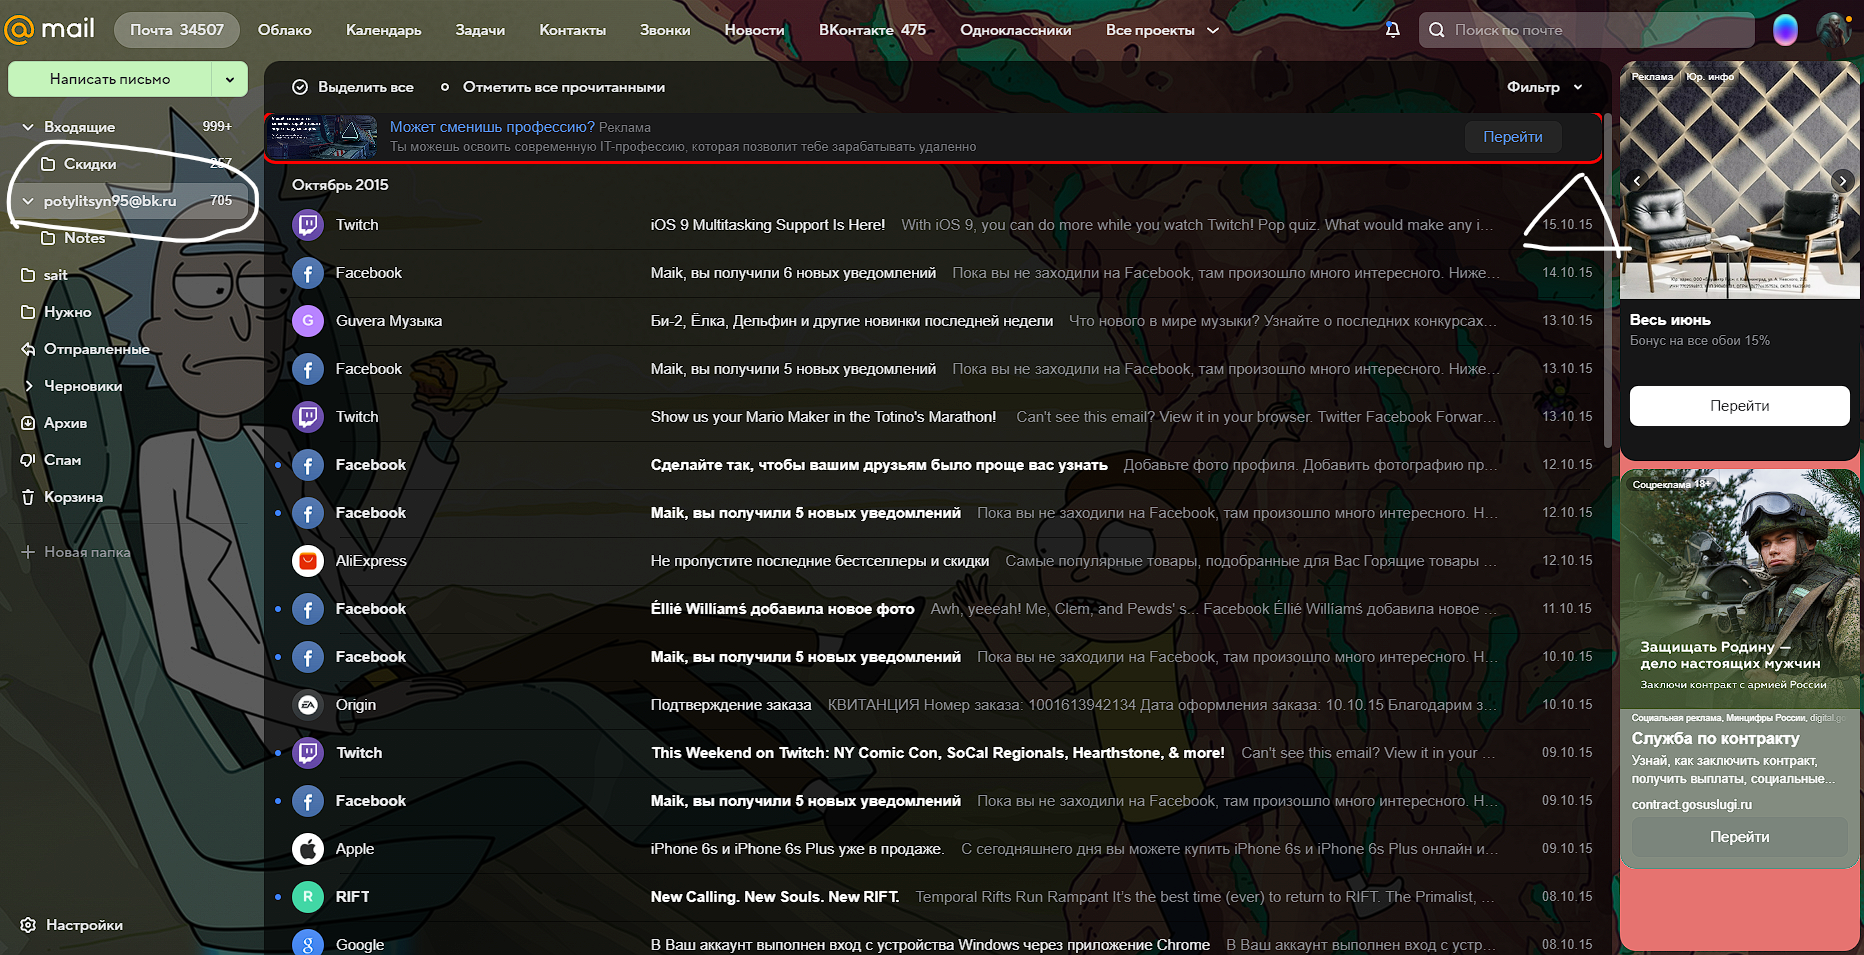 mail
Почта 34507 Облако Календарь Задачи Контакты Звонки Новости ВКонтакте 475 Одноклассники Все проекты
Поиск по почте
Написать письмо
Входящие 999+
Скидки 257
potylitsyn95@bk.ru 705
Notes
sait
Нужно
Отправленные
Черновики
Архив
Спам
Корзина
Новая папка
Настройки
Выделить все Отметить все прочитанными Фильтр
Может сменишь профессию? Реклама
Ты можешь освоить современную IT-профессию, которая позволит тебе зарабатывать удаленно
Перейти
Октябрь 2015
Twitch iOS 9 Multitasking Support Is Here! With iOS 9, you can do more while you watch Twitch! Pop quiz. What would make any i... 15.10.15
Facebook Maik, вы получили 6 новых уведомлений Пока вы не заходили на Facebook, там произошло много интересного. Ниже... 14.10.15
G Guvera Музыка Би-2, Ёлка, Дельфин и другие новинки последней недели Что нового в мире музыки? Узнайте о последних конкурсах... 13.10.15
Facebook Maik, вы получили 5 новых уведомлений Пока вы не заходили на Facebook, там произошло много интересного. Ниже... 13.10.15
Twitch Show us your Mario Maker in the Totino's Marathon! Can't see this email? View it in your browser. Twitter Facebook Forwar... 13.10.15
Facebook Сделайте так, чтобы вашим друзьям было проще вас узнать Добавьте фото профиля. Добавить фотографию пр... 12.10.15
Facebook Maik, вы получили 5 новых уведомлений Пока вы не заходили на Facebook, там произошло много интересного. Н... 12.10.15
AliExpress Не пропустите последние бестселлеры и скидки Самые популярные товары, подобранные для Вас Горящие товары ... 12.10.15
Facebook Éllié Williamś добавила новое фото Awh, yeeeah! Me, Clem, and Pewds' s... Facebook Éllié Williamś добавила новое ... 11.10.15
Facebook Maik, вы получили 5 новых уведомлений Пока вы не заходили на Facebook, там произошло много интересного. Н... 10.10.15
EA Origin Подтверждение заказа КВИТАНЦИЯ Номер заказа: 1001613942134 Дата оформления заказа: 10.10.15 Благодарим з... 10.10.15
Twitch This Weekend on Twitch: NY Comic Con, SoCal Regionals, Hearthstone, & more! Can't see this email? View it in your ... 09.10.15
Facebook Maik, вы получили 5 новых уведомлений Пока вы не заходили на Facebook, там произошло много интересного. Н... 09.10.15
Apple iPhone 6s и iPhone 6s Plus уже в продаже. С сегодняшнего дня вы можете купить iPhone 6s и iPhone 6s Plus онлайн и... 09.10.15
R RIFT New Calling. New Souls. New RIFT. Temporal Rifts Run Rampant It's the best time (ever) to return to RIFT. The Primalist, ... 08.10.15
Google В Ваш аккаунт выполнен вход с устройства Windows через приложение Chrome В Ваш аккаунт выполнен вход с устр... 08.10.15
Реклама Юр. инфо
Весь июнь
Бонус на все обои 15%
Перейти
Соцреклама 18+
Защищать Родину —
дело настоящих мужчин
Заключи контракт с армией России
Социальная реклама, Минцифры России, digital.go
Служба по контракту
Узнай, как заключить контракт,
получить выплаты, социальные...
contract.gosuslugi.ru
Перейти